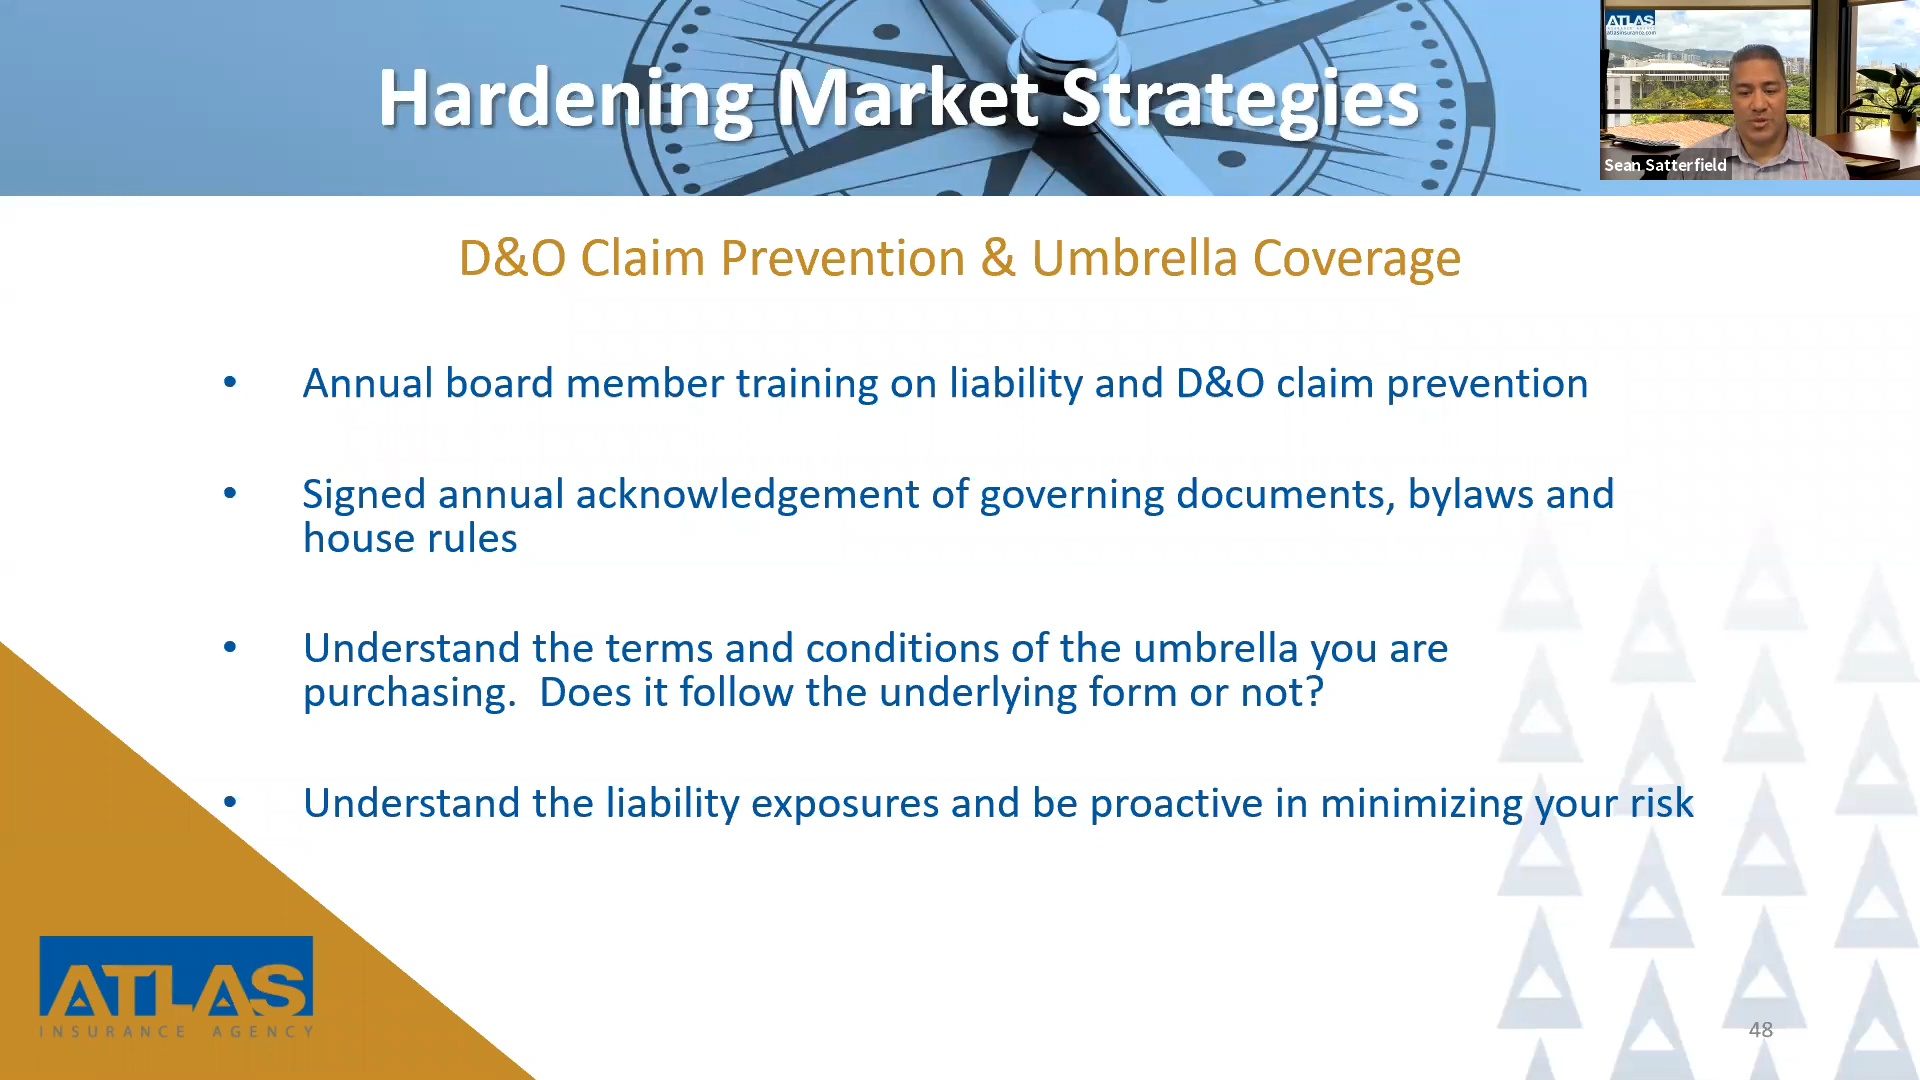 Hardening Market Strategies
ATLAS
atlasinsurance.com
Sean Satterfield
D&O Claim Prevention & Umbrella Coverage
• Annual board member training on liability and D&O claim prevention
• Signed annual acknowledgement of governing documents, bylaws and
house rules
• Understand the terms and conditions of the umbrella you are
purchasing.  Does it follow the underlying form or not?
• Understand the liability exposures and be proactive in minimizing your risk
ATLAS
INSURANCE AGENCY
48